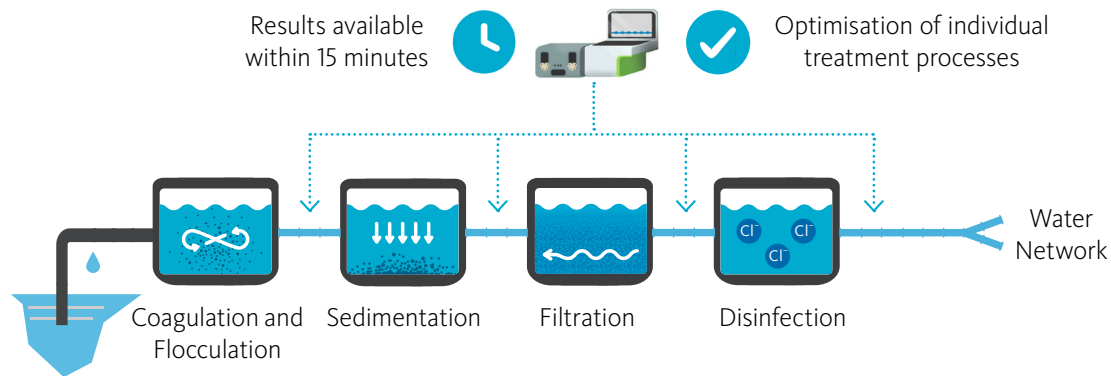 Results available
within 15 minutes
Optimisation of individual
treatment processes
Cl⁻
Cl⁻
Cl⁻
Water
Network
Coagulation and
Flocculation
Sedimentation
Filtration
Disinfection